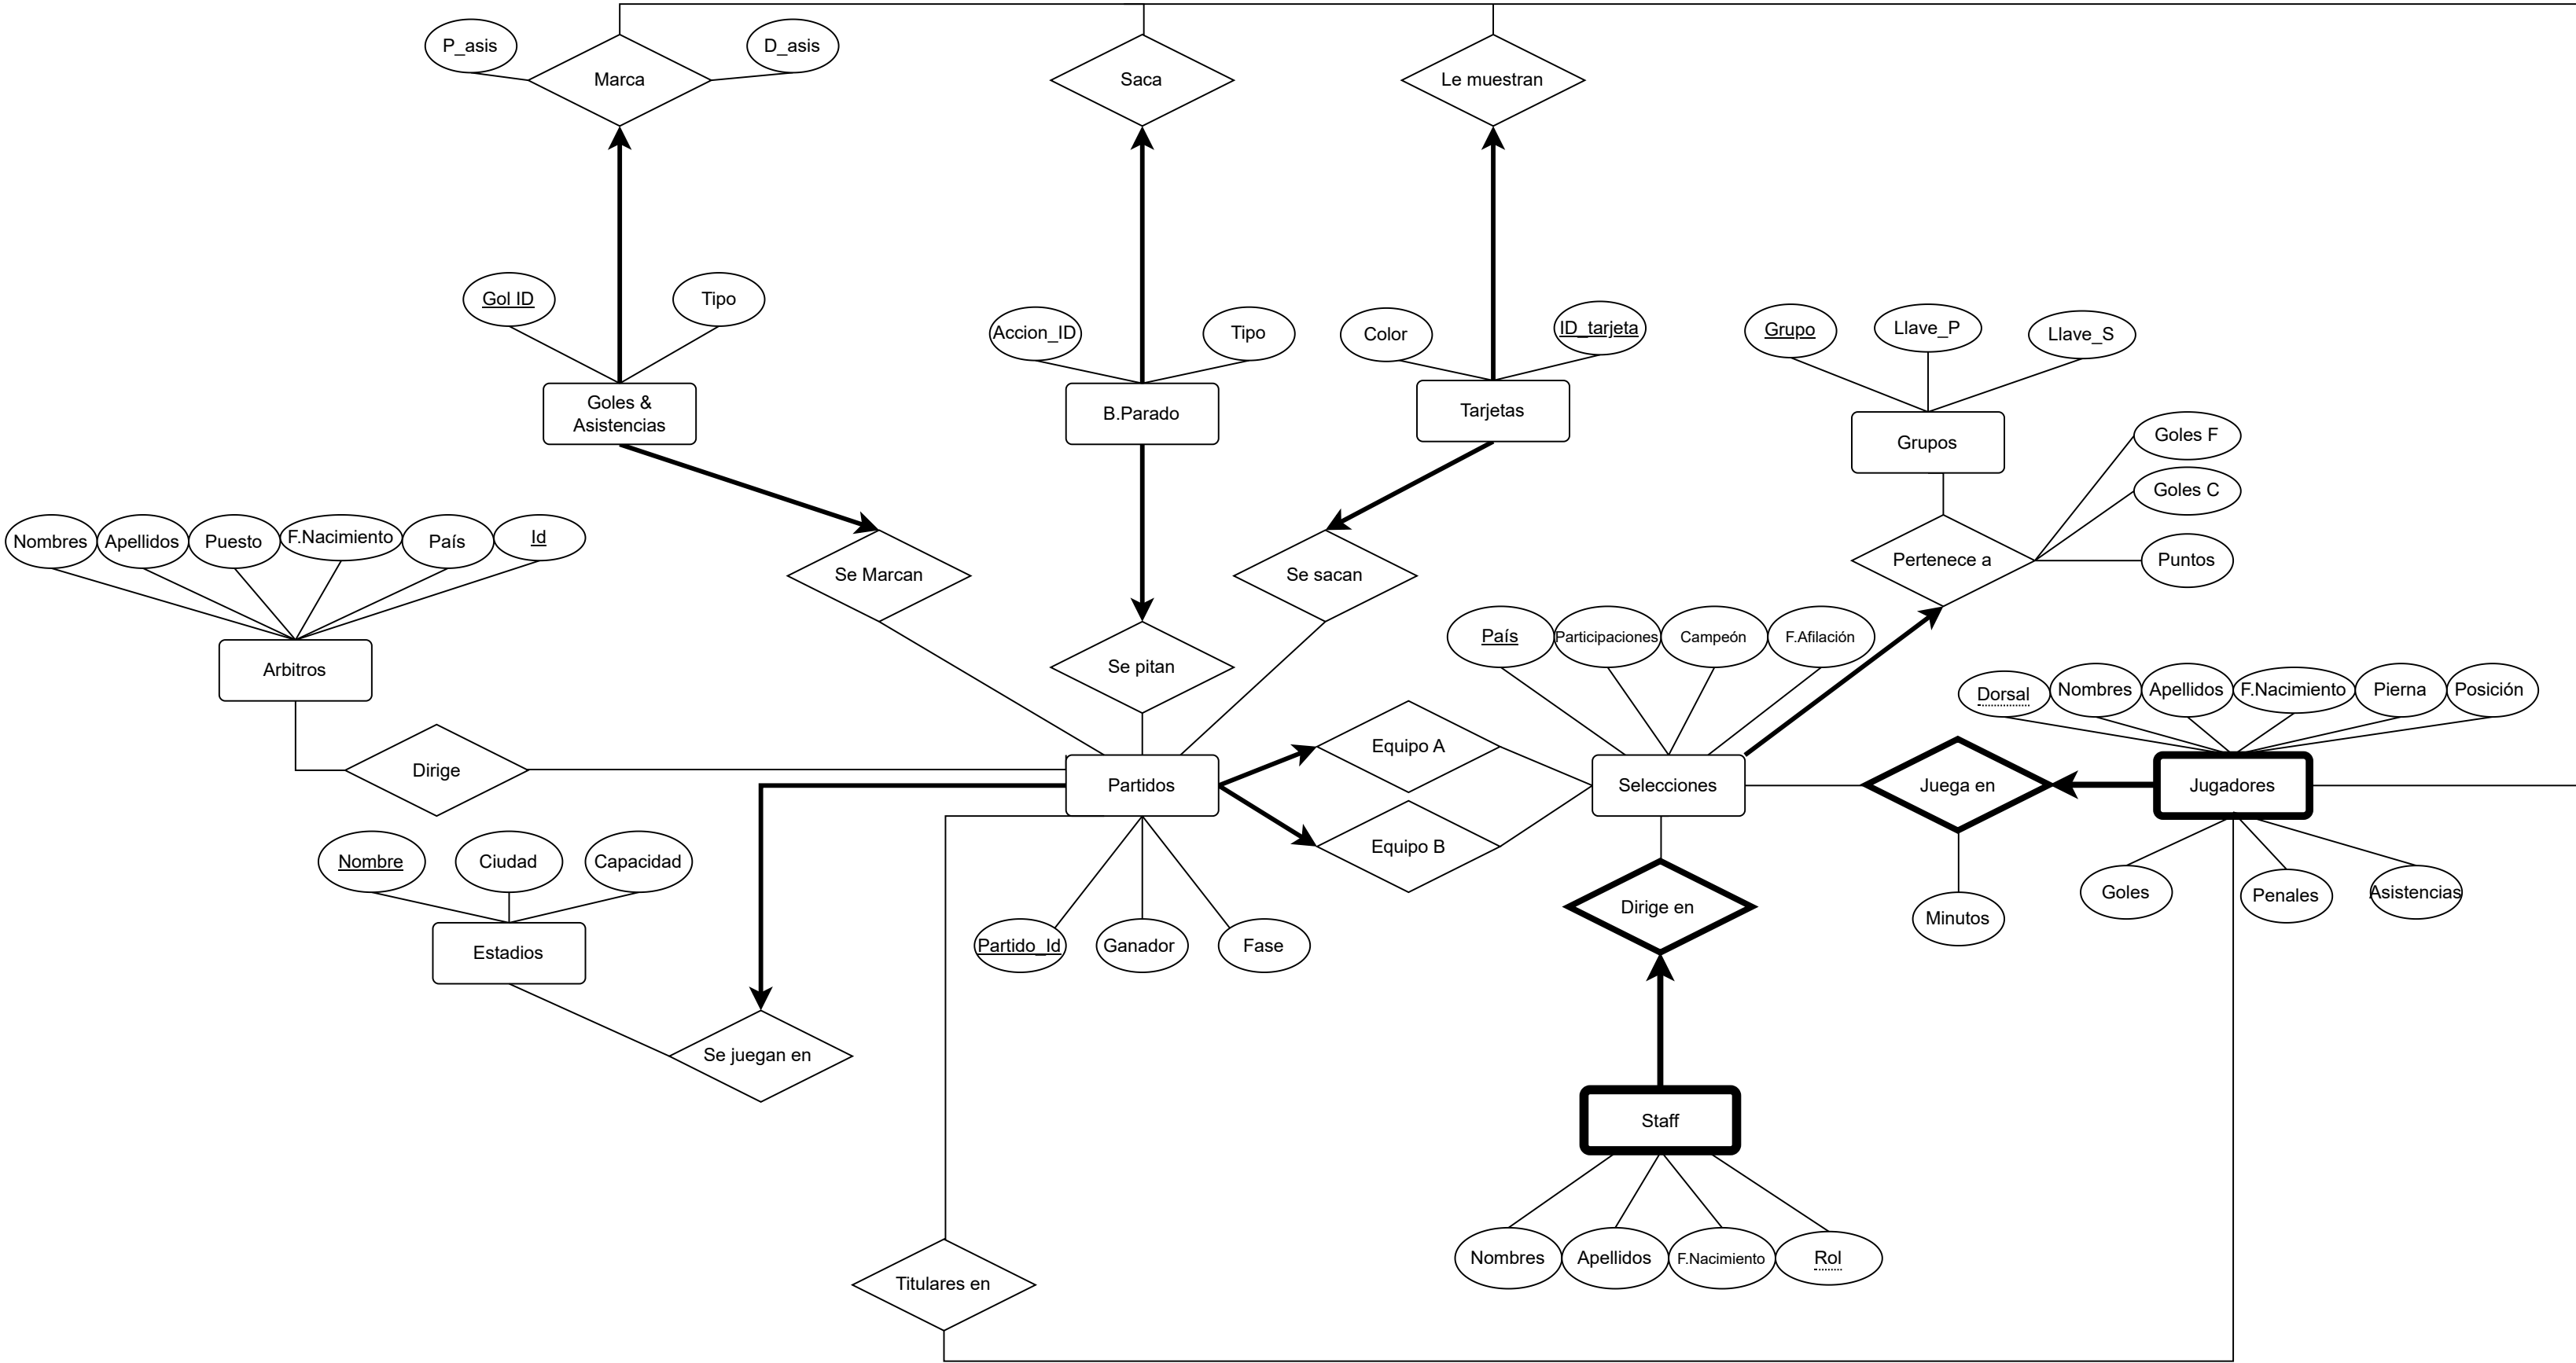 P_asis
D_asis
Marca
Saca
Le muestran
Gol ID
Tipo
Accion_ID
Tipo
Color
ID_tarjeta
Grupo
Llave_P
Llave_S
Goles &
Asistencias
B.Parado
Tarjetas
Grupos
Goles F
Goles C
Puntos
Nombres
Apellidos
Puesto
F.Nacimiento
País
Id
Se Marcan
Se sacan
Pertenece a
Arbitros
Se pitan
País
Participaciones
Campeón
F.Afilación
Dorsal
Nombres
Apellidos
F.Nacimiento
Pierna
Posición
Dirige
Partidos
Equipo A
Equipo B
Selecciones
Juega en
Jugadores
Nombre
Ciudad
Capacidad
Goles
Penales
Asistencias
Minutos
Dirige en
Estadios
Partido_Id
Ganador
Fase
Se juegan en
Staff
Nombres
Apellidos
F.Nacimiento
Rol
Titulares en